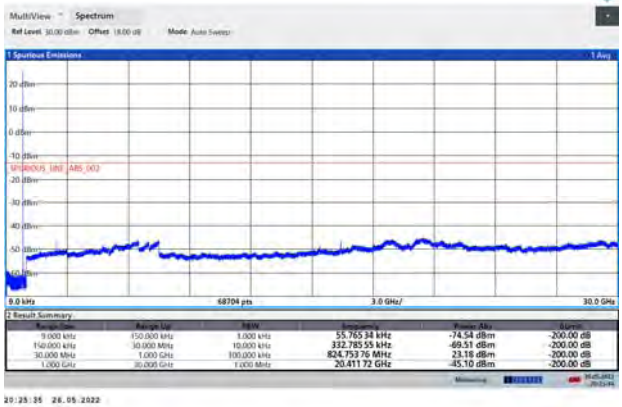 MultiView Spectrum
Ref Level 30.00 dBm Offset 18.00 dB Mode Auto Sweep
1 Spurious Emissions 1 Avg
20 dBm
10 dBm
0 dBm
-10 dBm
SPURIOUS_LINE_ABS_002
-20 dBm
-30 dBm
-40 dBm
-50 dBm
-60 dBm
9.0 kHz 68704 pts 3.0 GHz/ 30.0 GHz
2 Result Summary
Range Low Range Up RBW Frequency Power Abs
9.000 kHz 150.000 kHz 1.000 kHz 55.765 34 kHz -74.54 dBm -200.00 dB
150.000 kHz 30.000 MHz 10.000 kHz 332.785 55 kHz -69.51 dBm -200.00 dB
30.000 MHz 1.000 GHz 100.000 kHz 824.753 76 MHz 23.18 dBm -200.00 dB
1.000 GHz 30.000 GHz 1.000 MHz 20.411 72 GHz -45.10 dBm -200.00 dB
Measuring
20:25:35 26.05.2022